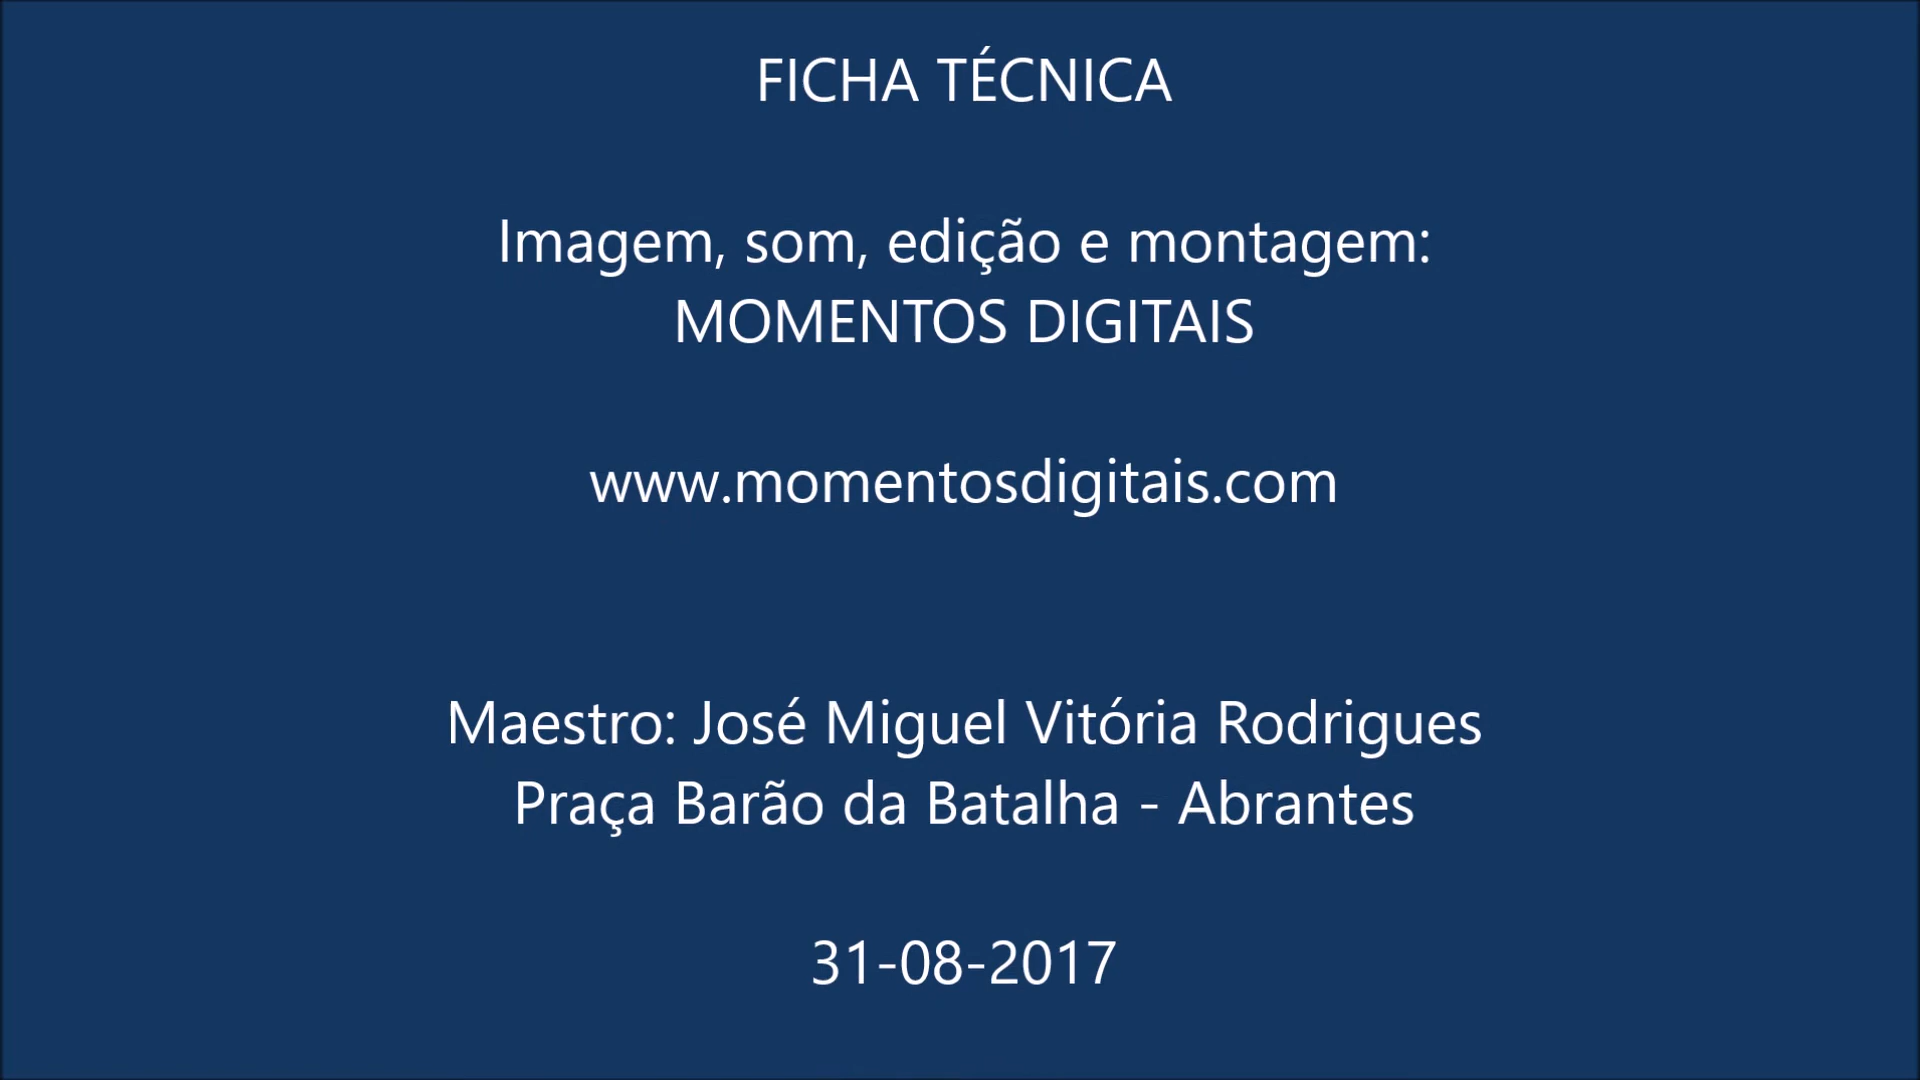 FICHA TÉCNICA
Imagem, som, edição e montagem:
MOMENTOS DIGITAIS
www.momentosdigitais.com
Maestro: José Miguel Vitória Rodrigues
Praça Barão da Batalha - Abrantes
31-08-2017